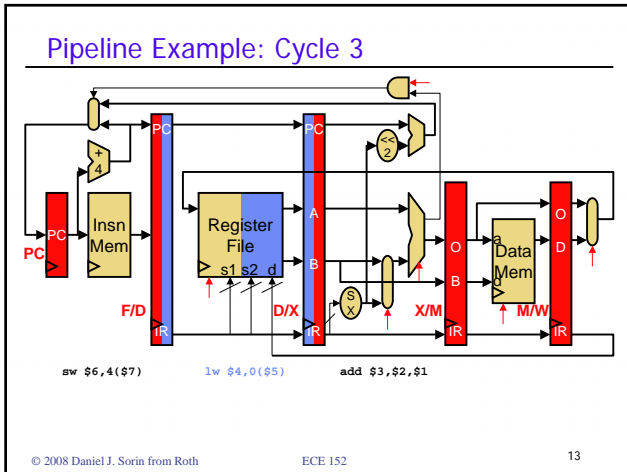 Pipeline Example: Cycle 3
PC
<<
2
+
4
PC
PC
Insn
Mem
Register
File
s1 s2 d
A
B
S
X
O
B
a
d
Data
Mem
O
D
PC
F/D
D/X
X/M
M/W
IR
IR
IR
IR
sw $6,4($7)
lw $4,0($5)
add $3,$2,$1
© 2008 Daniel J. Sorin from Roth
ECE 152
13